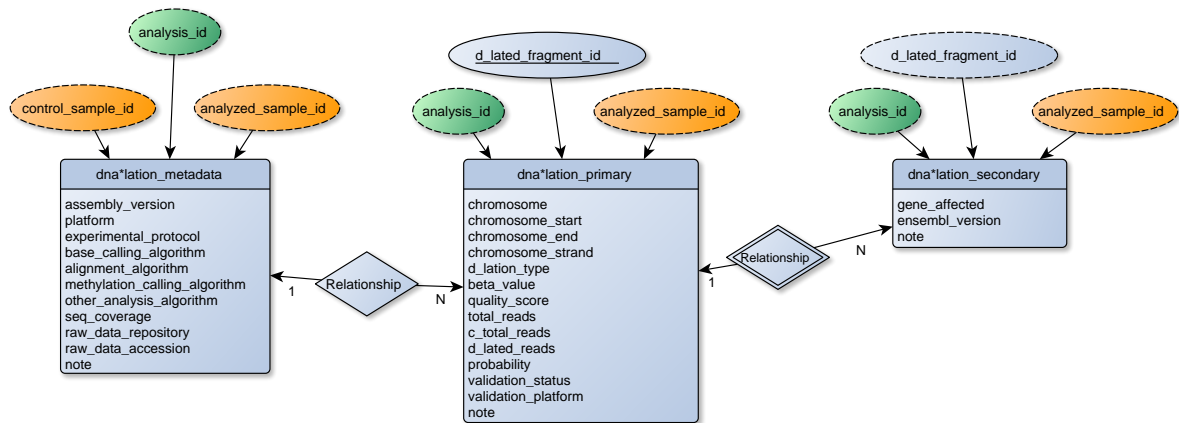 analysis_id
control_sample_id
analyzed_sample_id
dna*lation_metadata
assembly_version
platform
experimental_protocol
base_calling_algorithm
alignment_algorithm
methylation_calling_algorithm
other_analysis_algorithm
seq_coverage
raw_data_repository
raw_data_accession
note
1
Relationship
N
d_lated_fragment_id
analysis_id
analyzed_sample_id
dna*lation_primary
chromosome
chromosome_start
chromosome_end
chromosome_strand
d_lation_type
beta_value
quality_score
total_reads
c_total_reads
d_lated_reads
probability
validation_status
validation_platform
note
1
Relationship
N
d_lated_fragment_id
analysis_id
analyzed_sample_id
dna*lation_secondary
gene_affected
ensembl_version
note